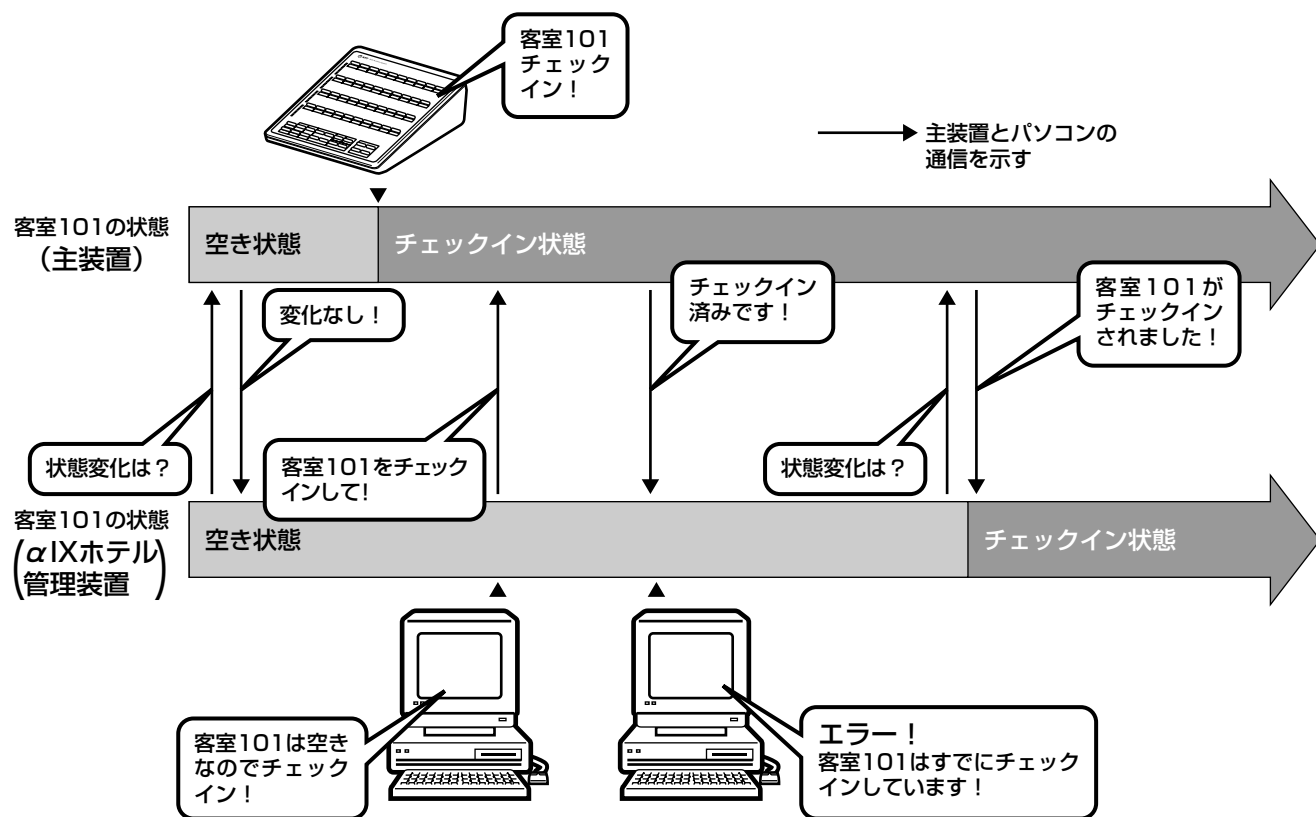 客室101
チェック
イン！
主装置とパソコンの
通信を示す
客室101の状態
（主装置）
空き状態
チェックイン状態
変化なし！
チェックイン
済みです！
客室101が
チェックイン
されました！
状態変化は？
客室101をチェック
インして!
状態変化は？
客室101の状態
(αIXホテル
管理装置)
空き状態
チェックイン状態
客室101は空き
なのでチェック
イン！
エラー！
客室101はすでにチェック
インしています！